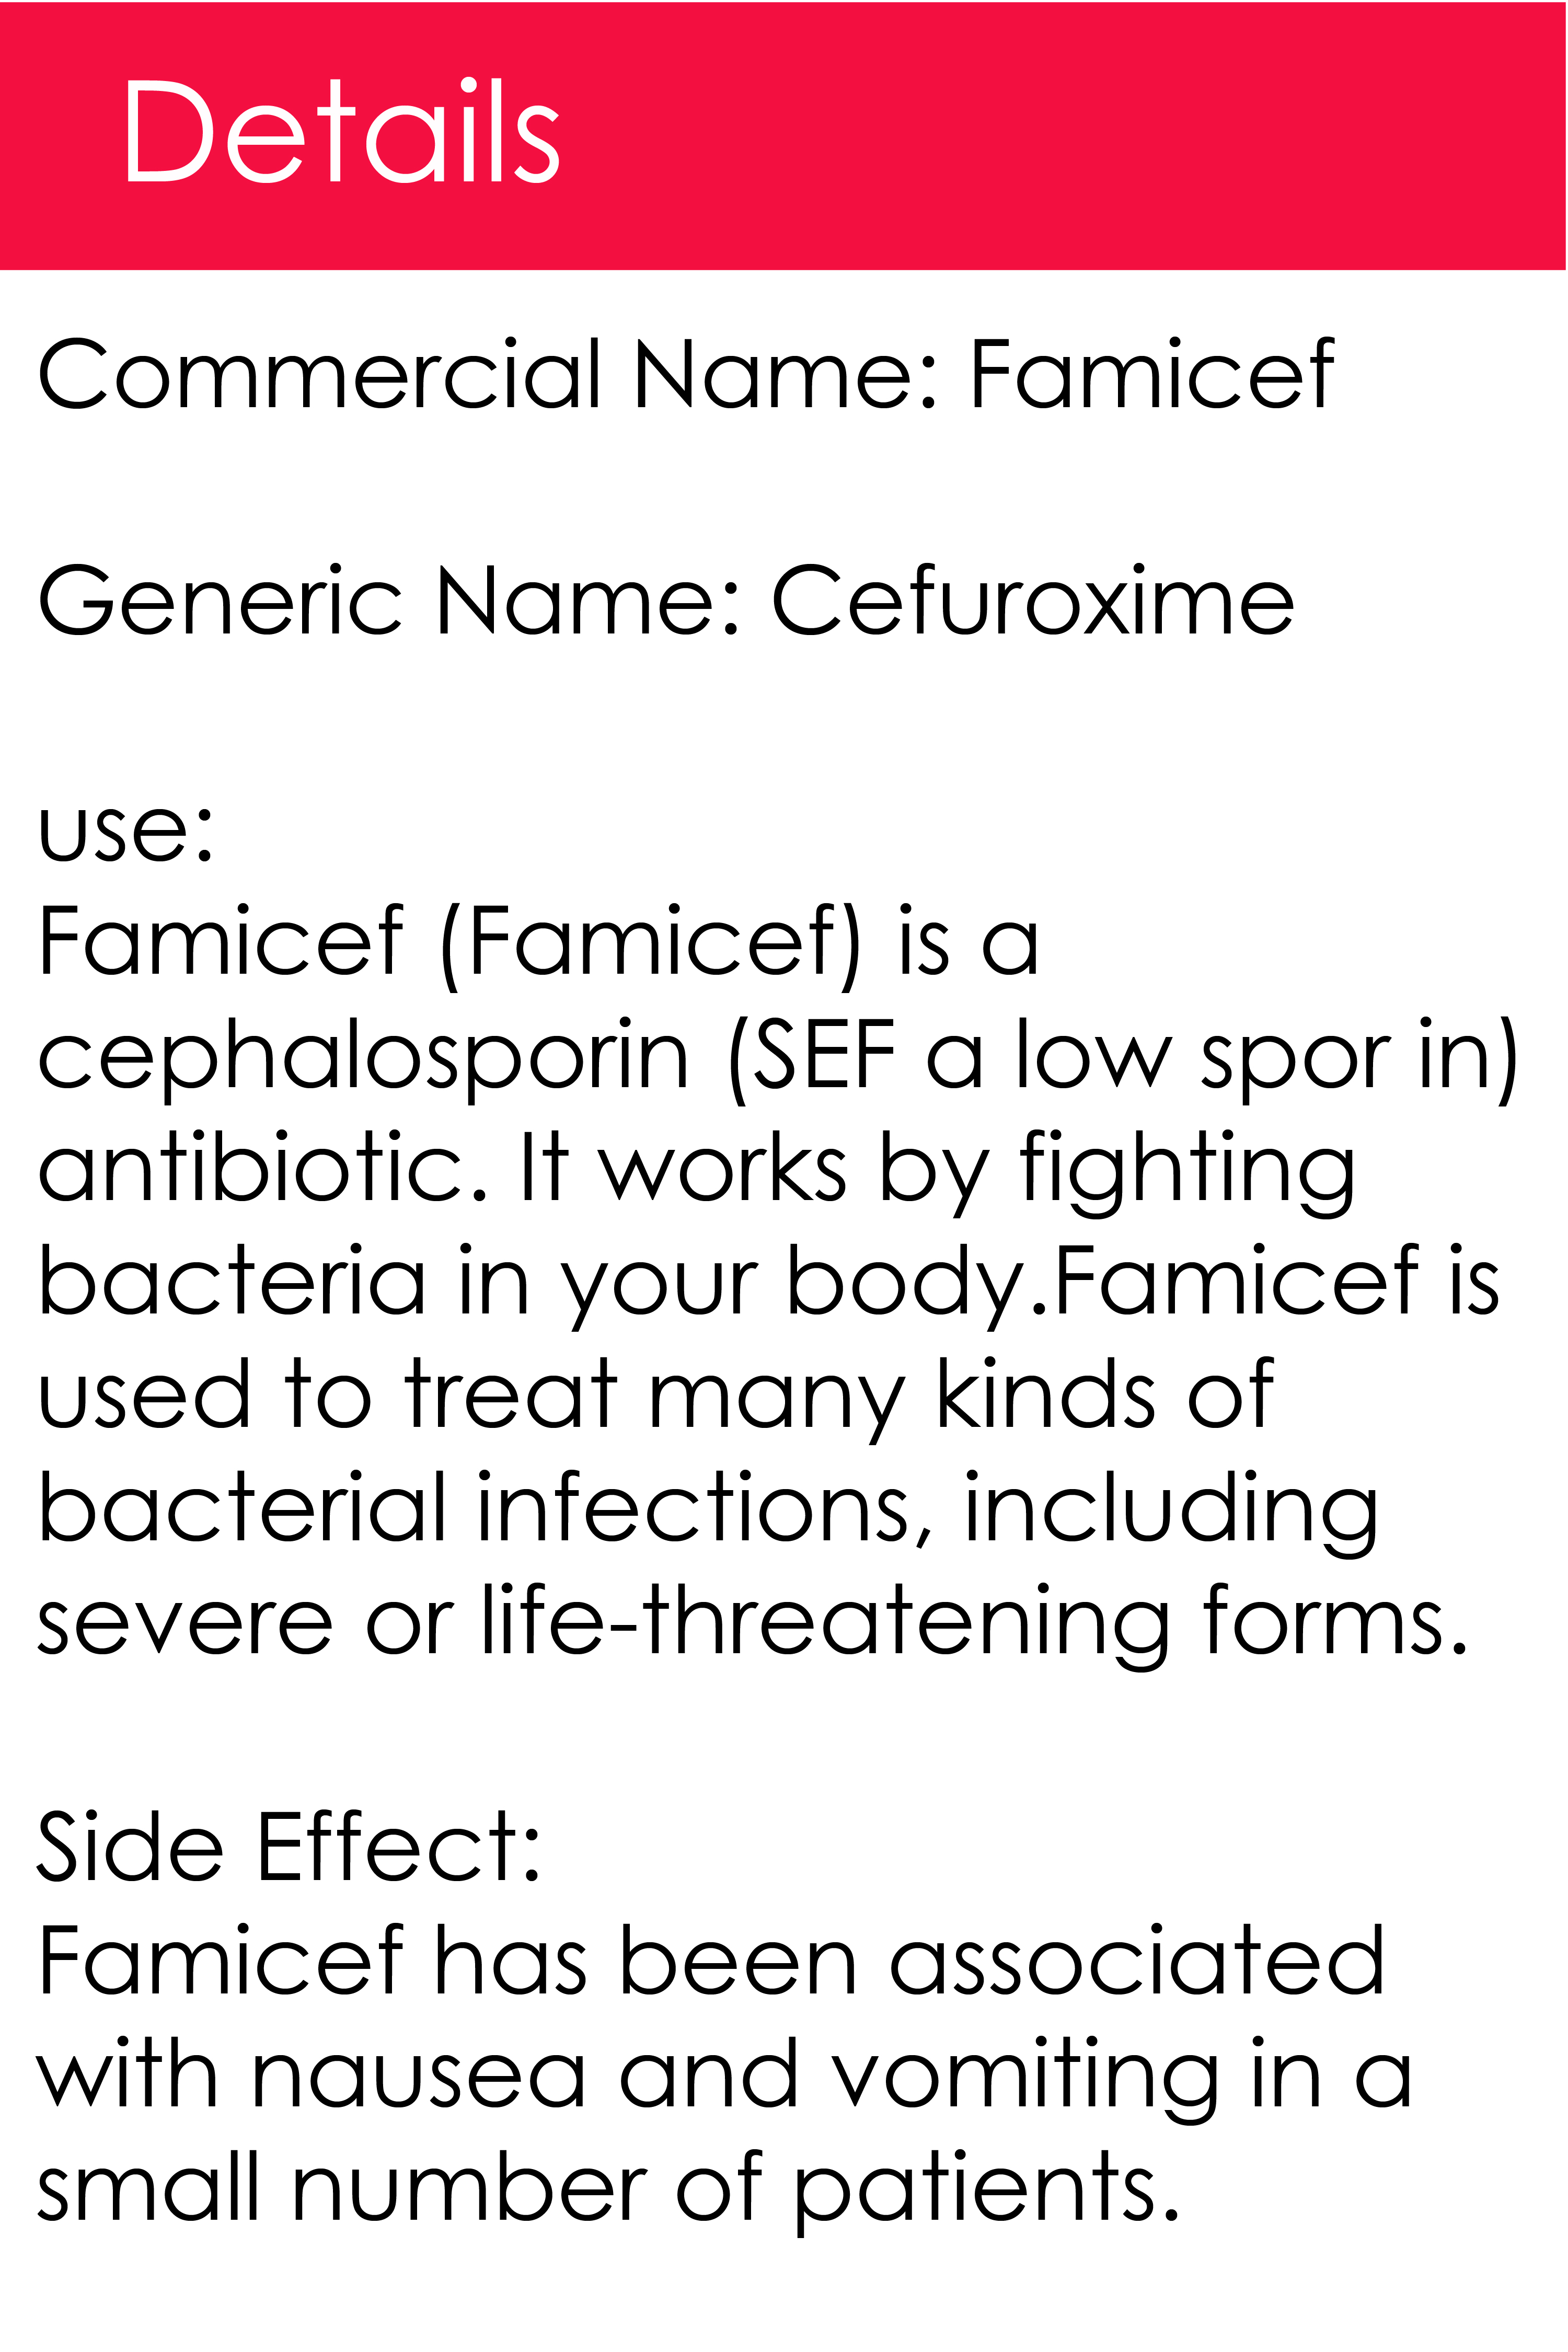 Details
Commercial Name: Famicef
Generic Name: Cefuroxime
use:
Famicef (Famicef) is a
cephalosporin (SEF a low spor in)
antibiotic. It works by fighting
bacteria in your body.Famicef is
used to treat many kinds of
bacterial infections, including
severe or life-threatening forms.
Side Effect:
Famicef has been associated
with nausea and vomiting in a
small number of patients.